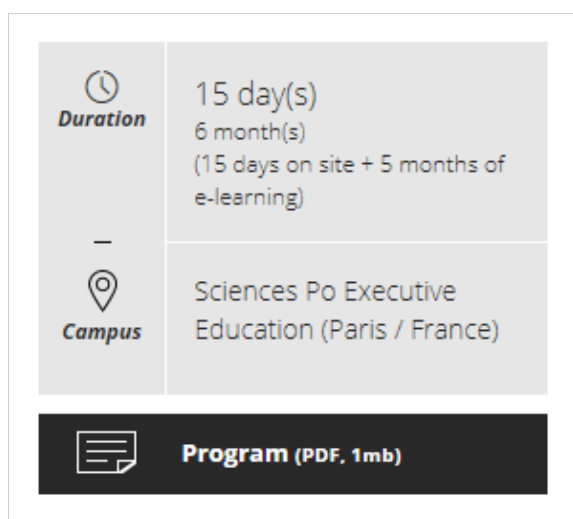 Duration
15 day(s)
6 month(s)
(15 days on site + 5 months of
e-learning)
Campus
Sciences Po Executive
Education (Paris / France)
Program (PDF, 1mb)